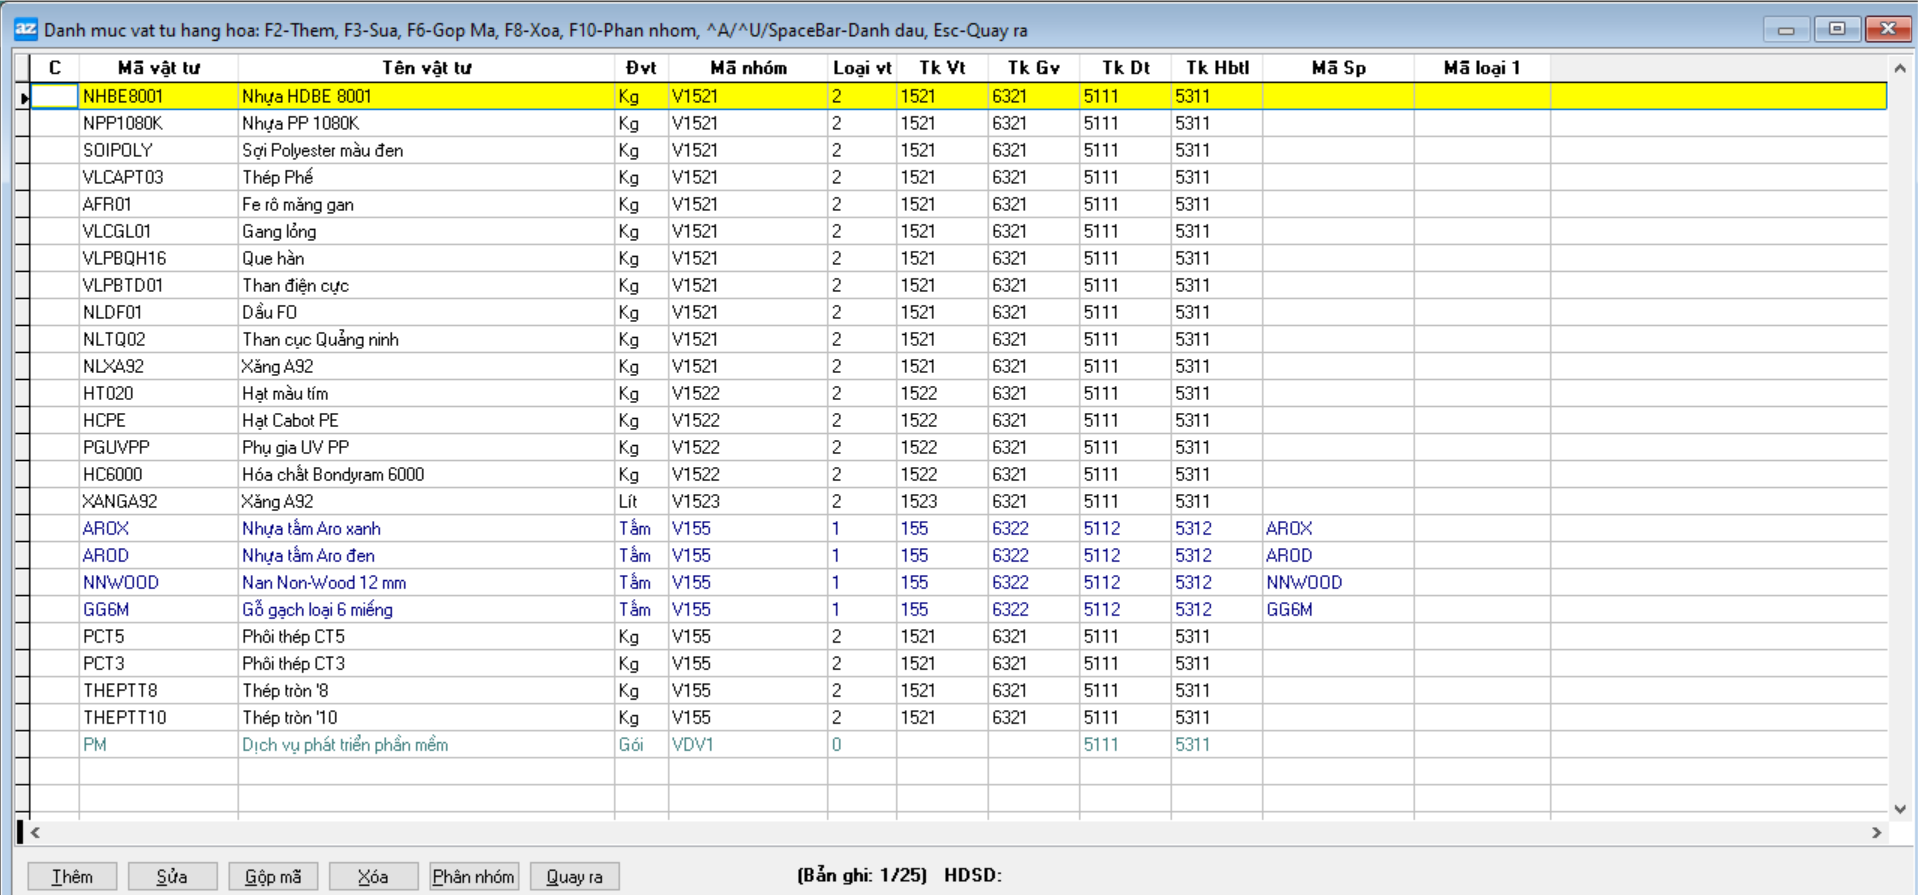 az Danh muc vat tu hang hoa: F2-Them, F3-Sua, F6-Gop Ma, F8-Xoa, F10-Phan nhom, ^A/^U/SpaceBar-Danh dau, Esc-Quay ra
C Mã vật tư Tên vật tư Đvt Mã nhóm Loại vt Tk Vt Tk Gv Tk Dt Tk Hbtl Mã Sp Mã loại 1
NHBE8001 Nhựa HDBE 8001 Kg V1521 2 1521 6321 5111 5311
NPP1080K Nhựa PP 1080K Kg V1521 2 1521 6321 5111 5311
SOIPOLY Sợi Polyester màu đen Kg V1521 2 1521 6321 5111 5311
VLCAPT03 Thép Phế Kg V1521 2 1521 6321 5111 5311
AFR01 Fe rô măng gan Kg V1521 2 1521 6321 5111 5311
VLCGL01 Gang lỏng Kg V1521 2 1521 6321 5111 5311
VLPBQH16 Que hàn Kg V1521 2 1521 6321 5111 5311
VLPBTD01 Than điện cực Kg V1521 2 1521 6321 5111 5311
NLDF01 Dầu FO Kg V1521 2 1521 6321 5111 5311
NLTQ02 Than cục Quảng ninh Kg V1521 2 1521 6321 5111 5311
NLXA92 Xăng A92 Kg V1521 2 1521 6321 5111 5311
HT020 Hạt màu tím Kg V1522 2 1522 6321 5111 5311
HCPE Hạt Cabot PE Kg V1522 2 1522 6321 5111 5311
PGUVPP Phụ gia UV PP Kg V1522 2 1522 6321 5111 5311
HC6000 Hóa chất Bondyram 6000 Kg V1522 2 1522 6321 5111 5311
XANGA92 Xăng A92 Lít V1523 2 1523 6321 5111 5311
AROX Nhựa tấm Aro xanh Tấm V155 1 155 6322 5112 5312 AROX
AROD Nhựa tấm Aro đen Tấm V155 1 155 6322 5112 5312 AROD
NNWOOD Nan Non-Wood 12 mm Tấm V155 1 155 6322 5112 5312 NNWOOD
GG6M Gỗ gạch loại 6 miếng Tấm V155 1 155 6322 5112 5312 GG6M
PCT5 Phôi thép CT5 Kg V155 2 1521 6321 5111 5311
PCT3 Phôi thép CT3 Kg V155 2 1521 6321 5111 5311
THEPTT8 Thép tròn '8 Kg V155 2 1521 6321 5111 5311
THEPTT10 Thép tròn '10 Kg V155 2 1521 6321 5111 5311
PM Dịch vụ phát triển phần mềm Gói VDV1 0 5111 5311
Thêm Sửa Gộp mã Xóa Phân nhóm Quay ra (Bản ghi: 1/25) HDSD: